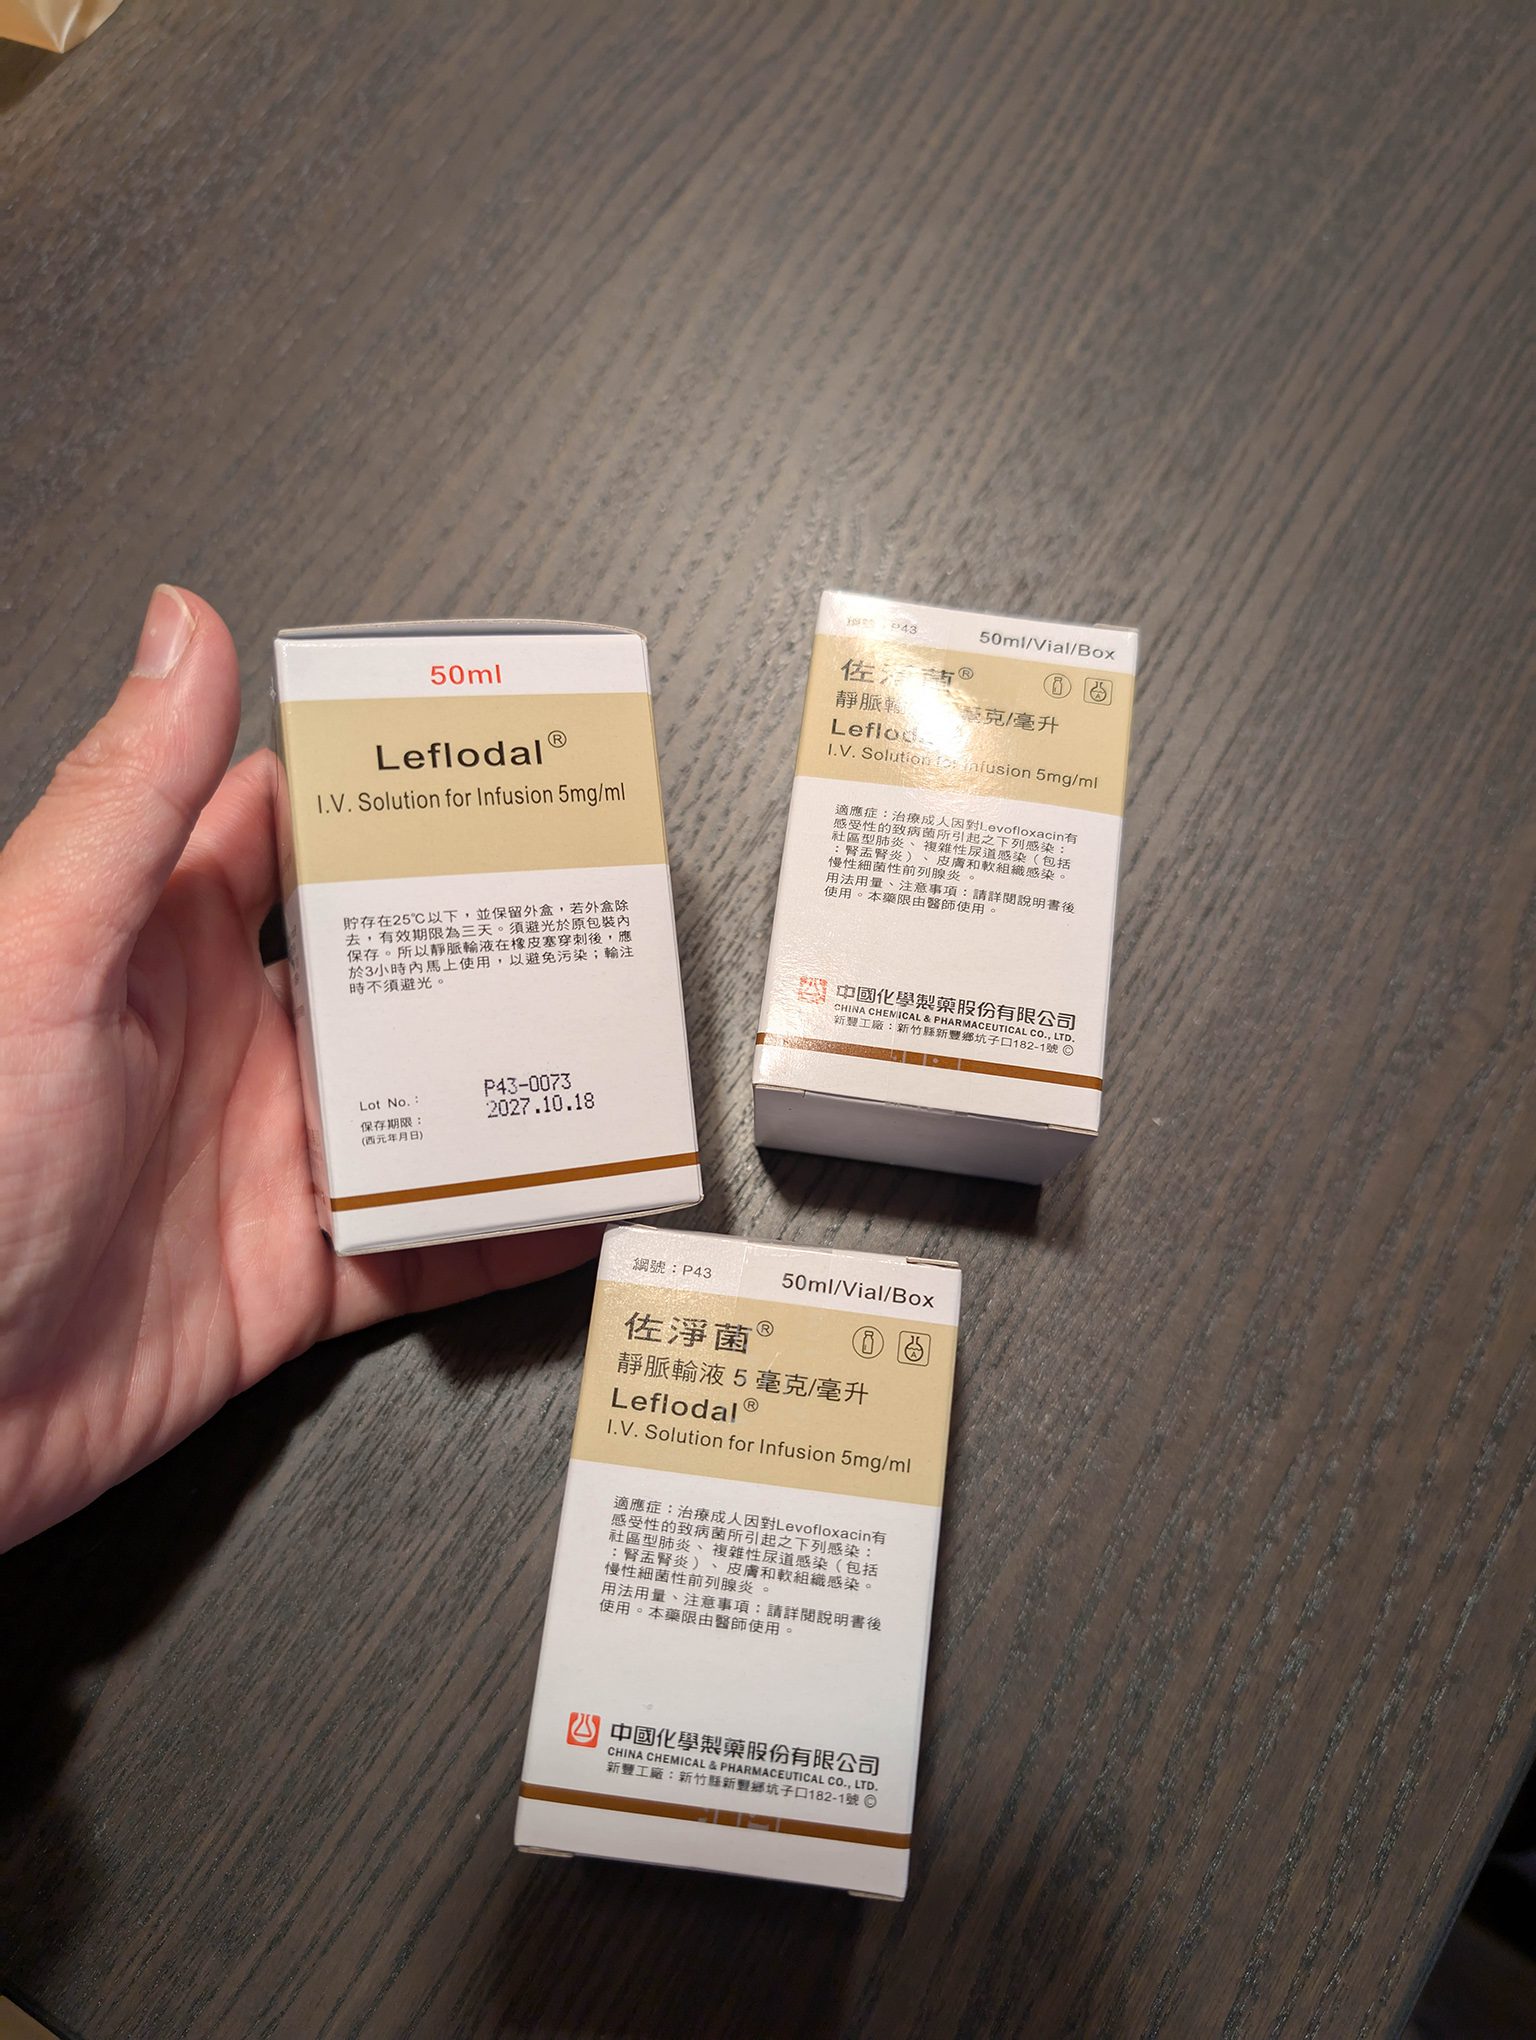 50ml
Leflodal®
I.V. Solution for Infusion 5mg/ml
貯存在25℃以下，並保留外盒，若外盒除
去，有效期限為三天。須避光於原包裝內
保存。所以靜脈輸液在橡皮塞穿刺後，應
於3小時內馬上使用，以避免污染；輸注
時不須避光。
Lot No.：
P43-0073
保存期限：
2027.10.18
(西元年月日)
P43
50ml/Vial/Box
佐淨菌®
靜脈輸 毫克/毫升
Leflod
I.V. Solution for Infusion 5mg/ml
適應症：治療成人因對Levofloxacin有
感受性的致病菌所引起之下列感染：
社區型肺炎、複雜性尿道感染（包括
：腎盂腎炎）、皮膚和軟組織感染。
慢性細菌性前列腺炎。
用法用量、注意事項：請詳閱說明書後
使用。本藥限由醫師使用。
中國化學製藥股份有限公司
CHINA CHEMICAL & PHARMACEUTICAL CO., LTD.
新豐工廠：新竹縣新豐鄉坑子口182-1號 ©
綱號：P43
50ml/Vial/Box
佐淨菌®
靜脈輸液 5 毫克/毫升
Leflodal®
I.V. Solution for Infusion 5mg/ml
適應症：治療成人因對Levofloxacin有
感受性的致病菌所引起之下列感染：
社區型肺炎、複雜性尿道感染（包括
：腎盂腎炎）、皮膚和軟組織感染。
慢性細菌性前列腺炎。
用法用量、注意事項：請詳閱說明書後
使用。本藥限由醫師使用。
中國化學製藥股份有限公司
CHINA CHEMICAL & PHARMACEUTICAL CO., LTD.
新豐工廠：新竹縣新豐鄉坑子口182-1號 ©